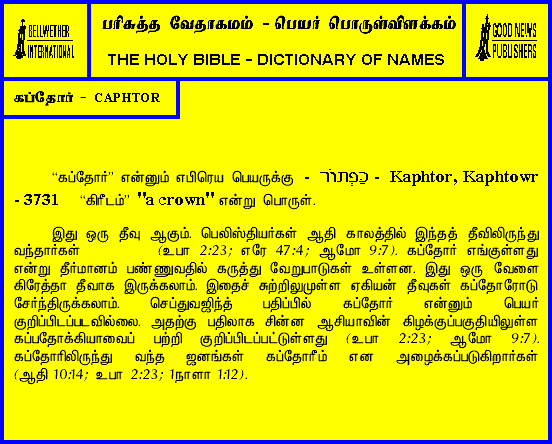 BELLWETHER
INTERNATIONAL
பரிசுத்த வேதாகமம் - பெயர் பொருள்விளக்கம்
THE HOLY BIBLE - DICTIONARY OF NAMES
GOOD NEWS
PUBLISHERS
கப்தோர் - CAPHTOR
“கப்தோர்” என்னும் எபிரெய பெயருக்கு - כַּפְתּוֹר - Kaphtor, Kaphtowr
- 3731 “கிரீடம்” "a crown" என்று பொருள்.
இது ஒரு தீவு ஆகும். பெலிஸ்தியர்கள் ஆதி காலத்தில் இந்தத் தீவிலிருந்து
வந்தார்கள் (உபா 2:23; எரே 47:4; ஆமோ 9:7). கப்தோர் எங்குள்ளது
என்று தீர்மானம் பண்ணுவதில் கருத்து வேறுபாடுகள் உள்ளன. இது ஒரு வேளை
கிரேத்தா தீவாக இருக்கலாம். இதைச் சுற்றிலுமுள்ள ஏகியன் தீவுகள் கப்தோரோடு
சேர்ந்திருக்கலாம். செப்துவஜிந்த் பதிப்பில் கப்தோர் என்னும் பெயர்
குறிப்பிடப்படவில்லை. அதற்கு பதிலாக சின்ன ஆசியாவின் கிழக்குப்பகுதியிலுள்ள
கப்பதோக்கியாவைப் பற்றி குறிப்பிடப்பட்டுள்ளது (உபா 2:23; ஆமோ 9:7).
கப்தோரிலிருந்து வந்த ஜனங்கள் கப்தோரீம் என அழைக்கப்படுகிறார்கள்
(ஆதி 10:14; உபா 2:23; 1நாளா 1:12).